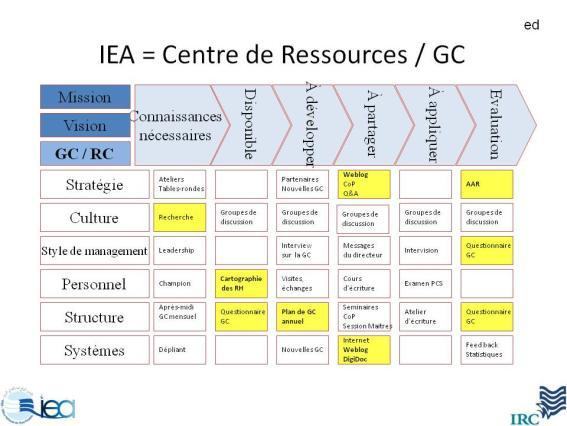 ed
IEA = Centre de Ressources / GC
Mission
Vision
GC / RC
Connaissances
nécessaires
Disponible
À développer
À partager
À appliquer
Evaluation
Stratégie
Ateliers
Tables-rondes
Partenaires
Nouvelles GC
Weblog
CoP
Q&A
AAR
Culture
Recherche
Groupes de
discussion
Groupes de
discussion
Groupes de
discussion
Groupes de
discussion
Groupes de
discussion
Style de management
Leadership
Interview
sur la GC
Messages
du directeur
Intervision
Questionnaire
GC
Personnel
Champion
Cartographie
des RH
Visites,
échanges
Cours
d'écriture
Examen PCS
Structure
Après-midi
GC mensuel
Questionnaire
GC
Plan de GC
annuel
Seminaires
CoP
Session Maitres
Atelier
d'écriture
Questionnaire
GC
Systèmes
Dépliant
Nouvelles GC
Internet
Weblog
DigiDoc
Feed back
Statistiques
iea
IRC